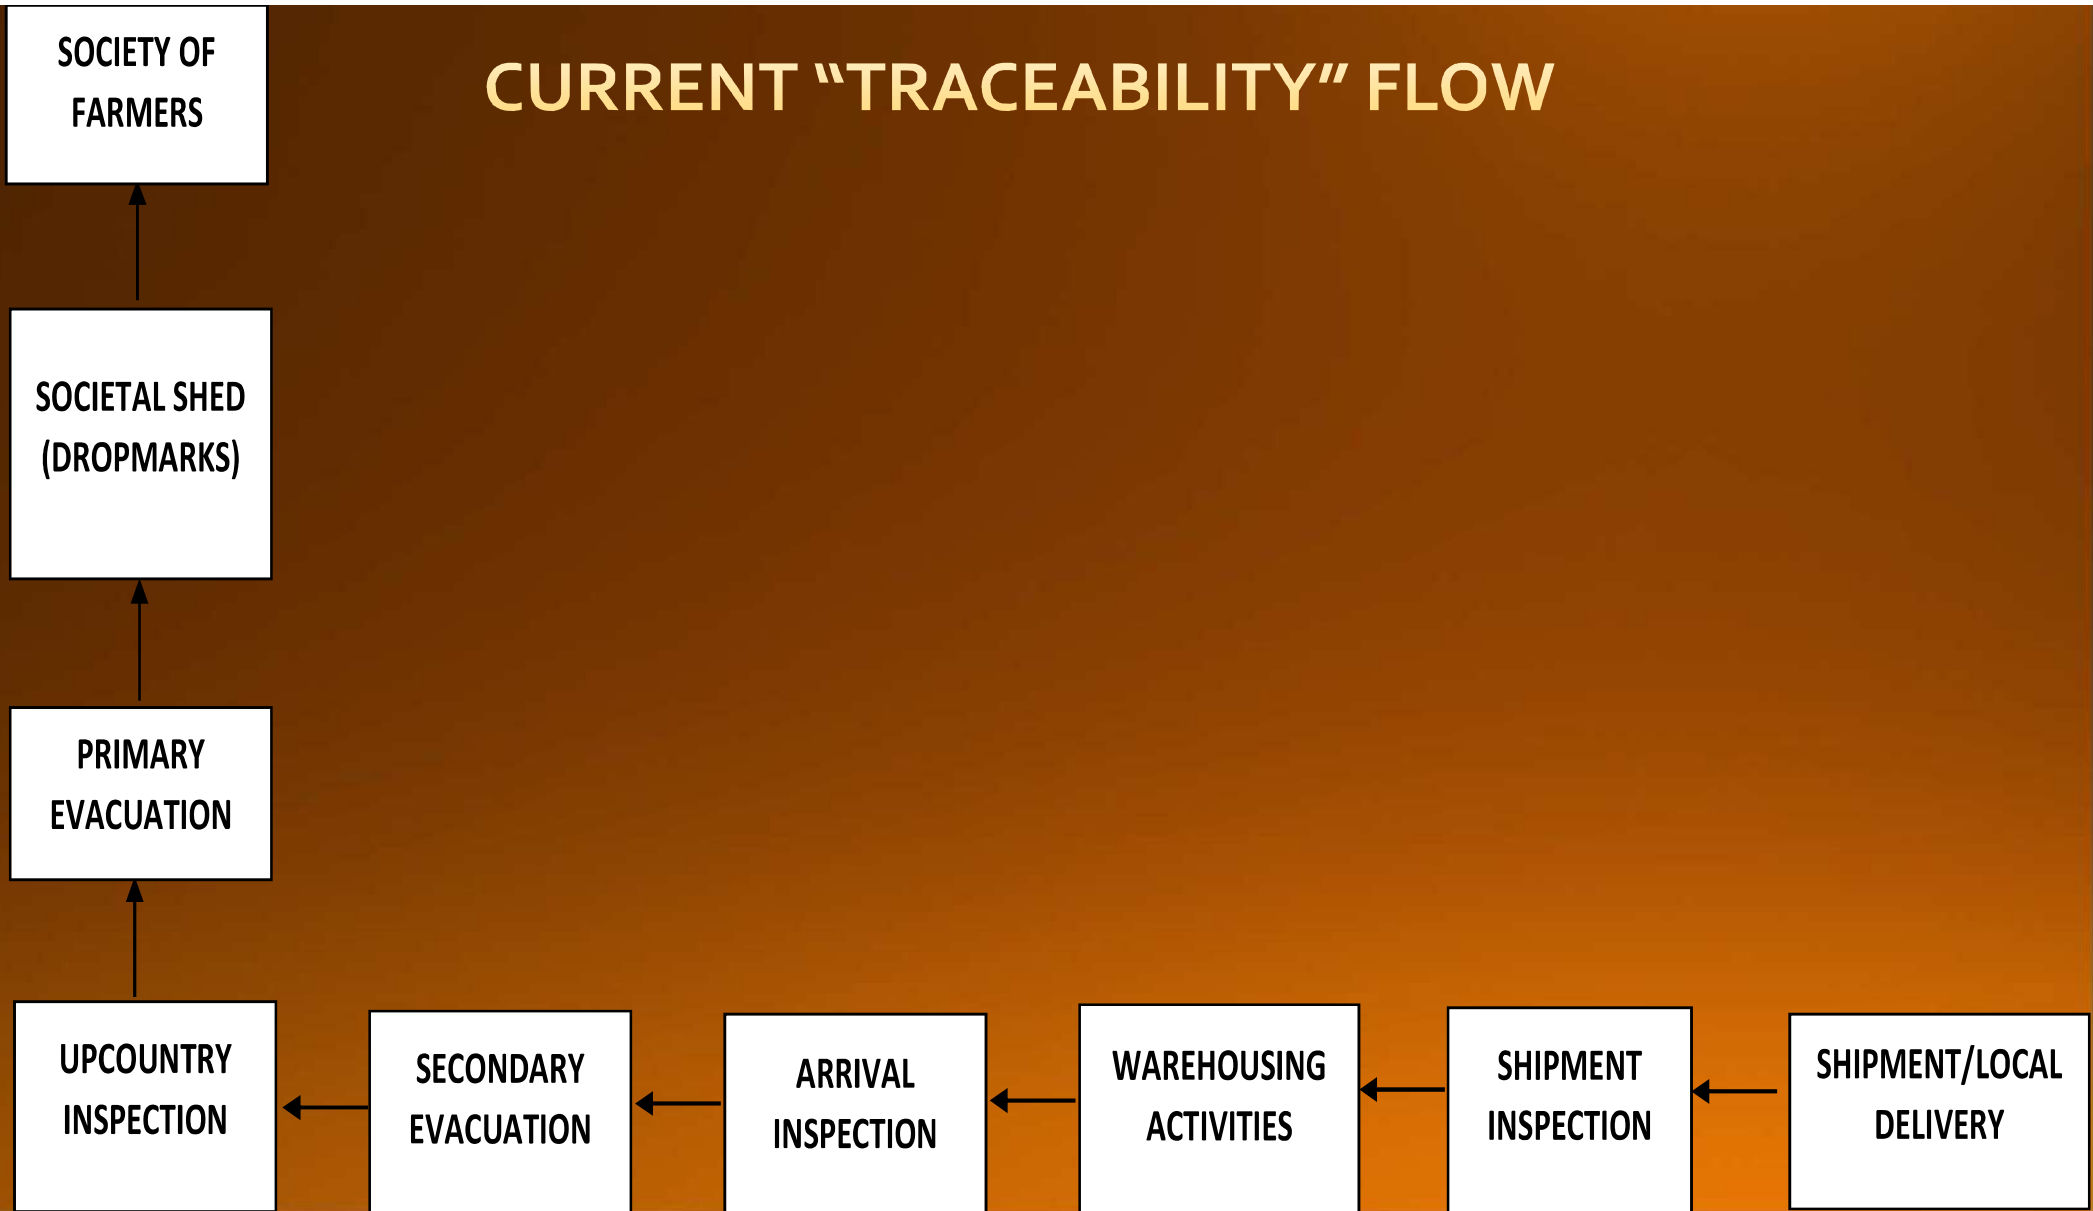 SOCIETY OF
FARMERS
CURRENT “TRACEABILITY” FLOW
SOCIETAL SHED
(DROPMARKS)
PRIMARY
EVACUATION
UPCOUNTRY
INSPECTION
SECONDARY
EVACUATION
ARRIVAL
INSPECTION
WAREHOUSING
ACTIVITIES
SHIPMENT
INSPECTION
SHIPMENT/LOCAL
DELIVERY